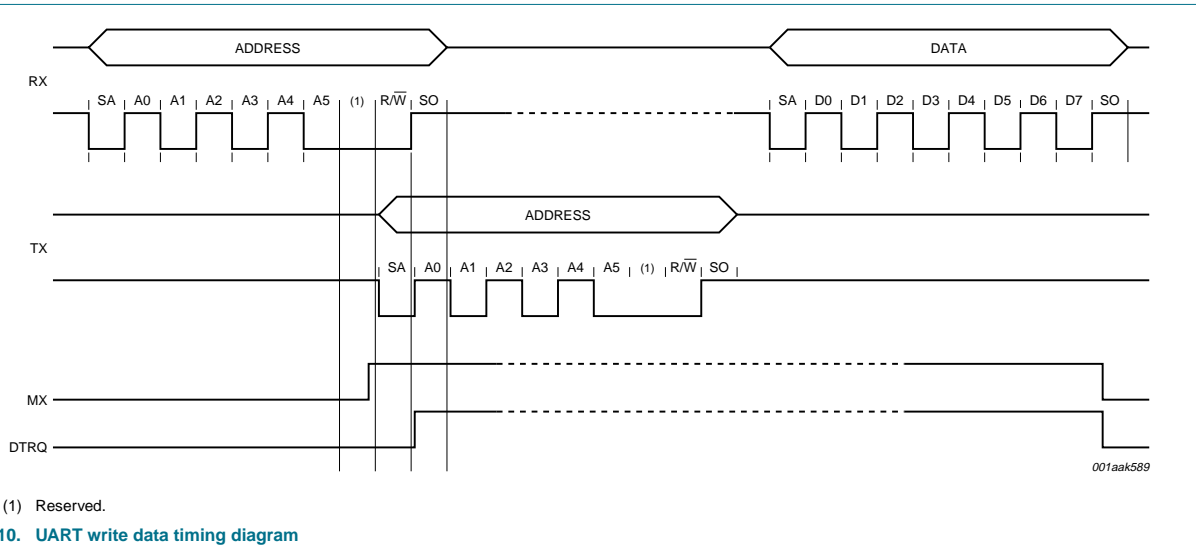 ADDRESS DATA
RX
SA A0 A1 A2 A3 A4 A5 (1) R/W̅ SO SA D0 D1 D2 D3 D4 D5 D6 D7 SO
ADDRESS
TX
SA A0 A1 A2 A3 A4 A5 (1) R/W̅ SO
MX
DTRQ
001aak589
(1) Reserved.
10. UART write data timing diagram